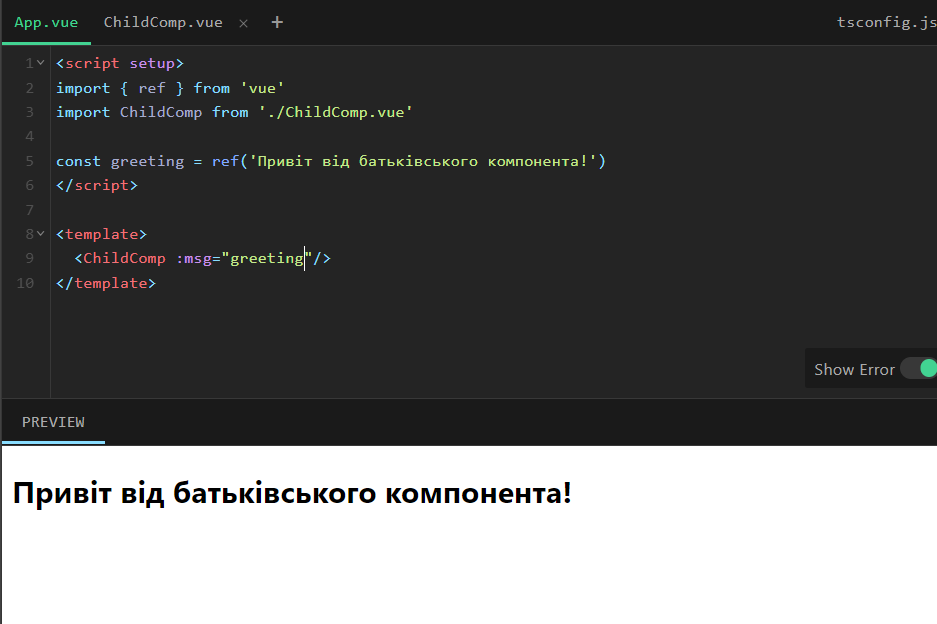 App.vue ChildComp.vue × + tsconfig.js
1 <script setup>
2 import { ref } from 'vue'
3 import ChildComp from './ChildComp.vue'
4
5 const greeting = ref('Привіт від батьківського компонента!')
6 </script>
7
8 <template>
9   <ChildComp :msg="greeting"/>
10 </template>
Show Error
PREVIEW
Привіт від батьківського компонента!